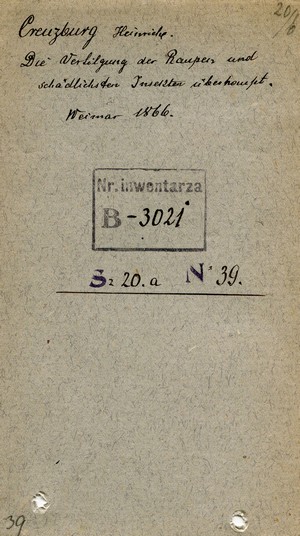 20/6
Creuzburg Heinrich.
Die Vertilgung der Raupen und
schädlichsten Insekten überhaupt.
Weimar 1866.
Nr. inwentarza
B-3021
Sz 20.a N 39.
39